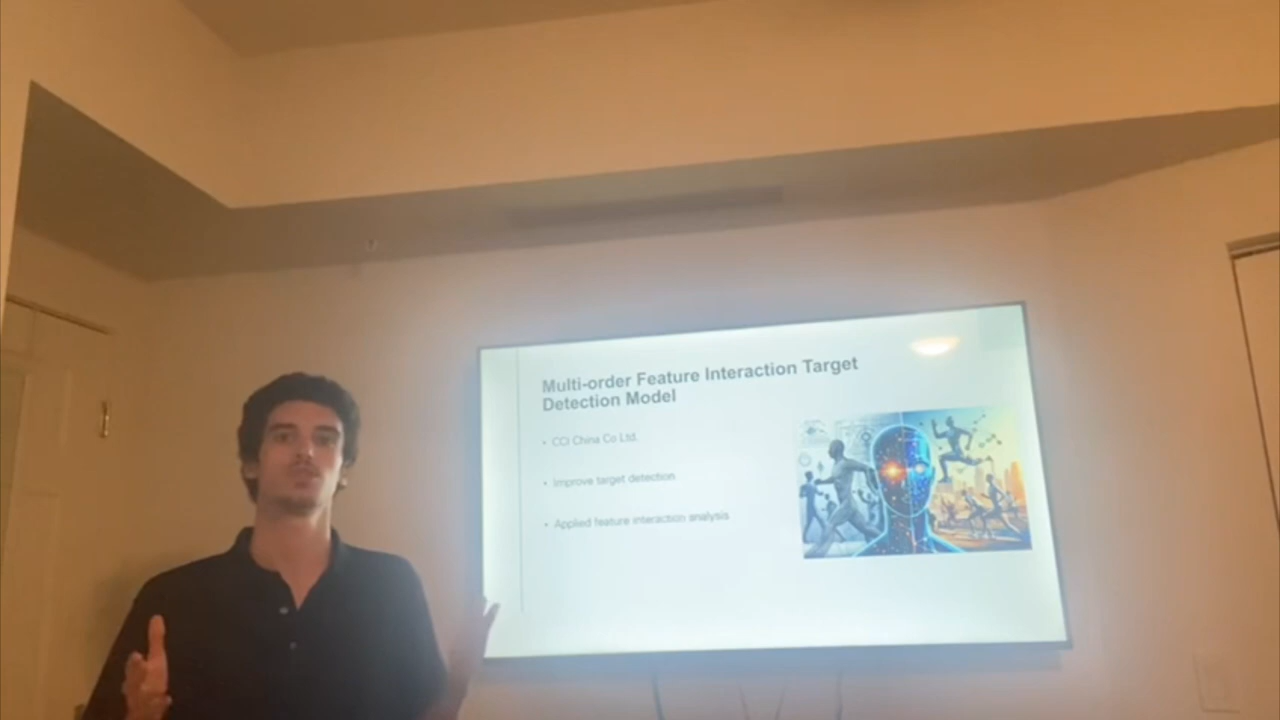 Multi-order Feature Interaction Target
Detection Model
• CCI China Co Ltd.
• Improve target detection
• Applied feature interaction analysis